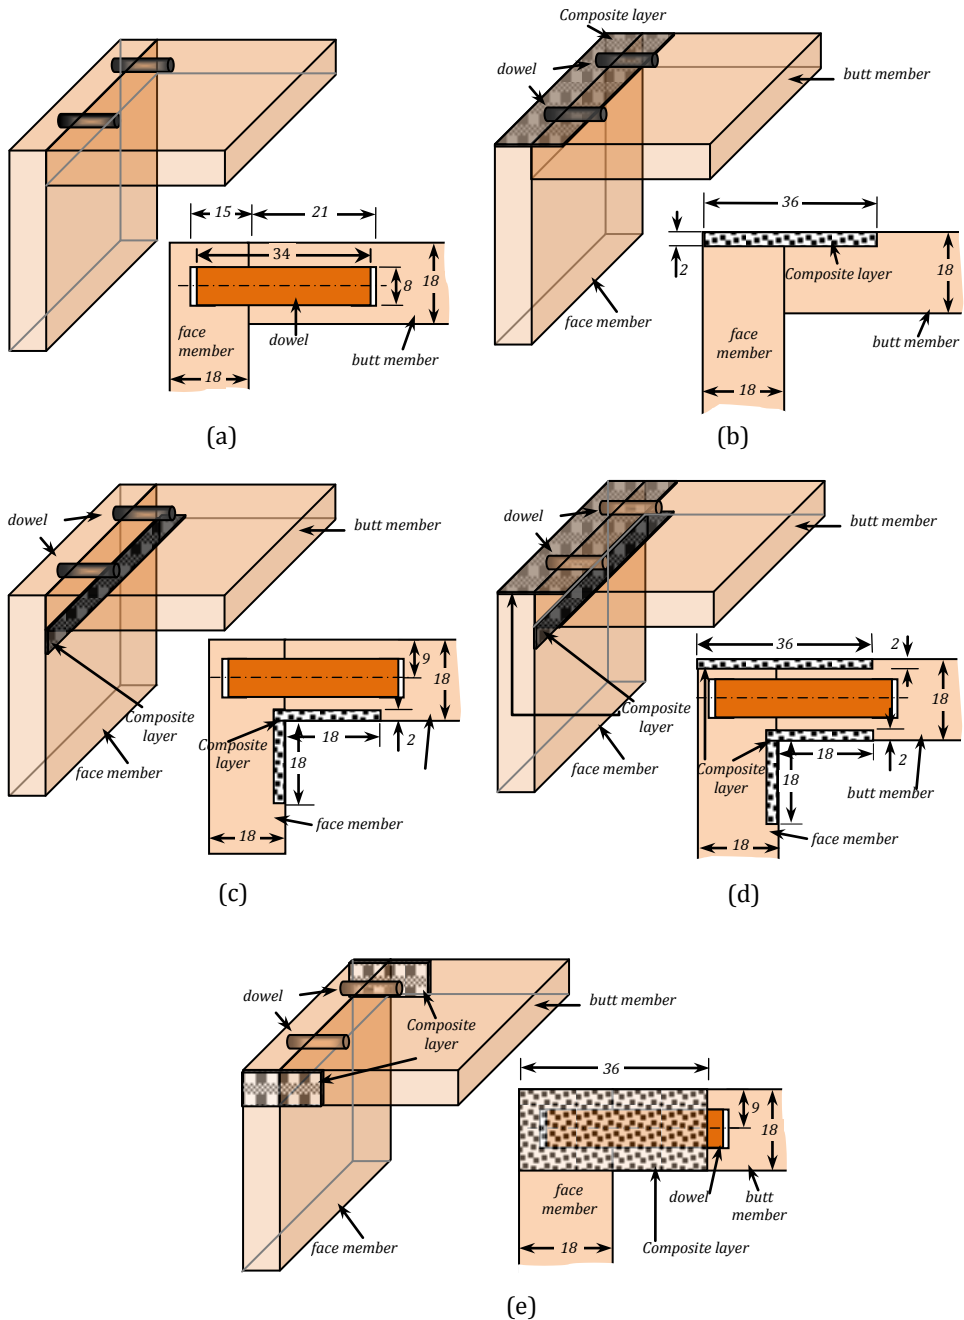 15
21
34
8
18
face
member
dowel
butt member
18
(a)
Composite layer
dowel
butt member
36
2
18
Composite layer
face member
face
member
butt member
18
(b)
dowel
butt member
9
18
Composite
layer
Composite
layer
18
2
18
face member
face member
18
(c)
dowel
butt member
36
2
18
Composite
layer
Composite
layer
18
2
18
face member
butt member
face member
18
(d)
dowel
butt member
Composite
layer
36
9
18
face
member
dowel
butt
member
18
Composite layer
face member
(e)